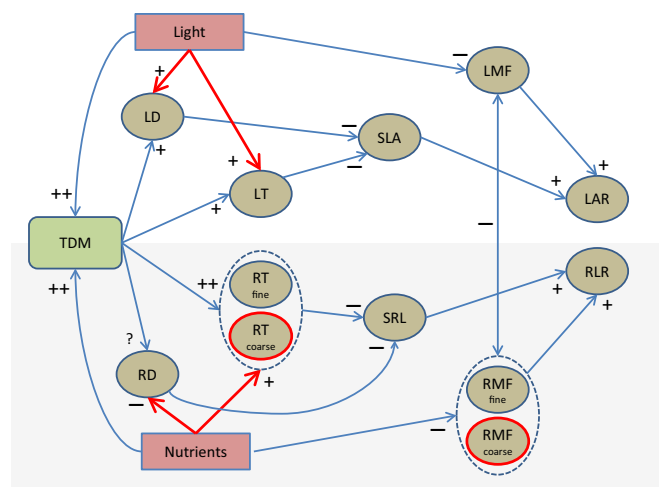 Light
LMF
–
+
LD
+
–
SLA
–
+
LT
+
+
+
LAR
++
TDM
++
–
RLR
+
+
++
RT
fine
RT
coarse
–
SRL
–
?
RD
–
+
RMF
fine
RMF
coarse
–
Nutrients